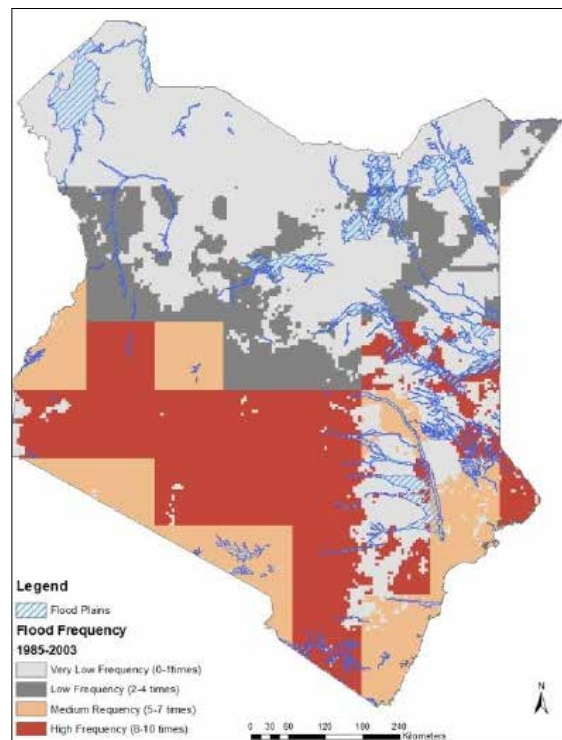 Legend
Flood Plains
Flood Frequency
1985-2003
Very Low Frequency (0-1times)
Low Frequency (2-4 times)
Medium Requency (5-7 times)
High Frequency (8-10 times)
N
0 30 60 120 180 240
Kilometers